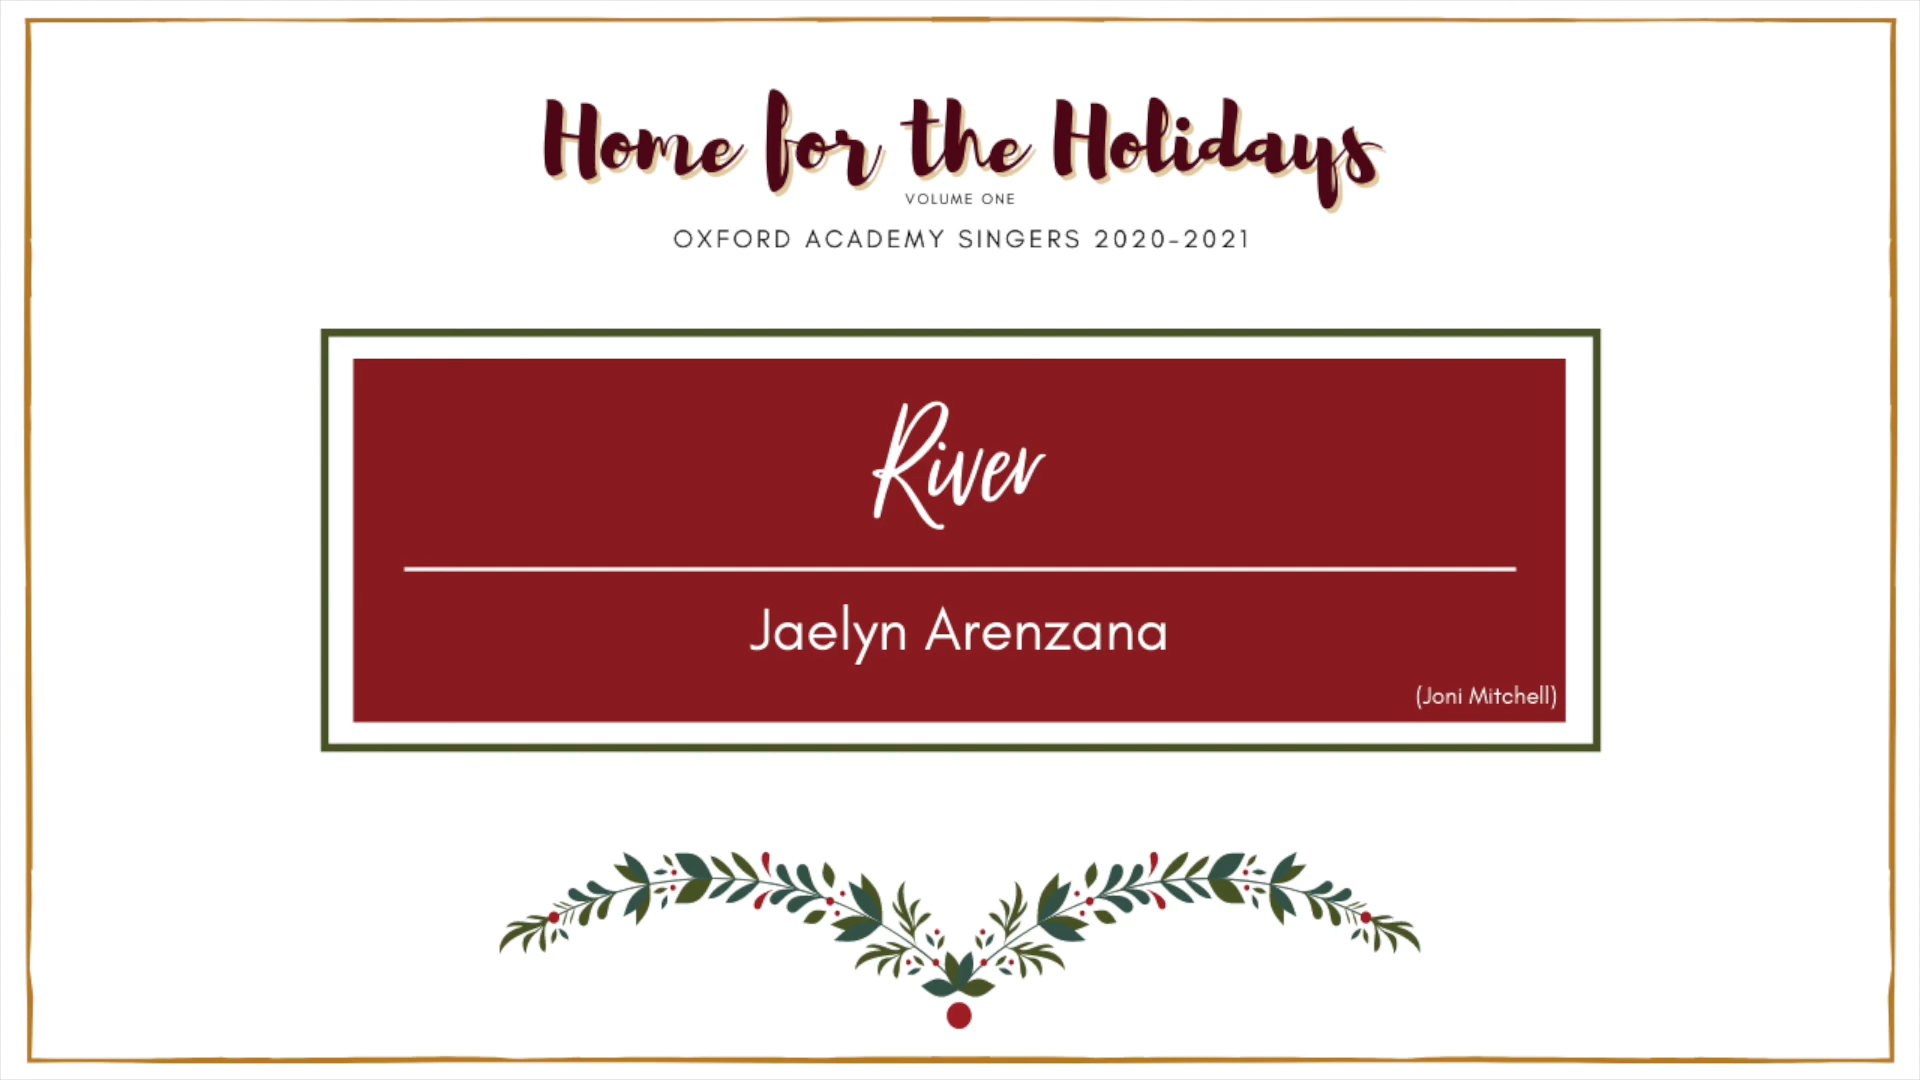 Home for the Holidays
VOLUME ONE
OXFORD ACADEMY SINGERS 2020-2021
River
Jaelyn Arenzana
(Joni Mitchell)